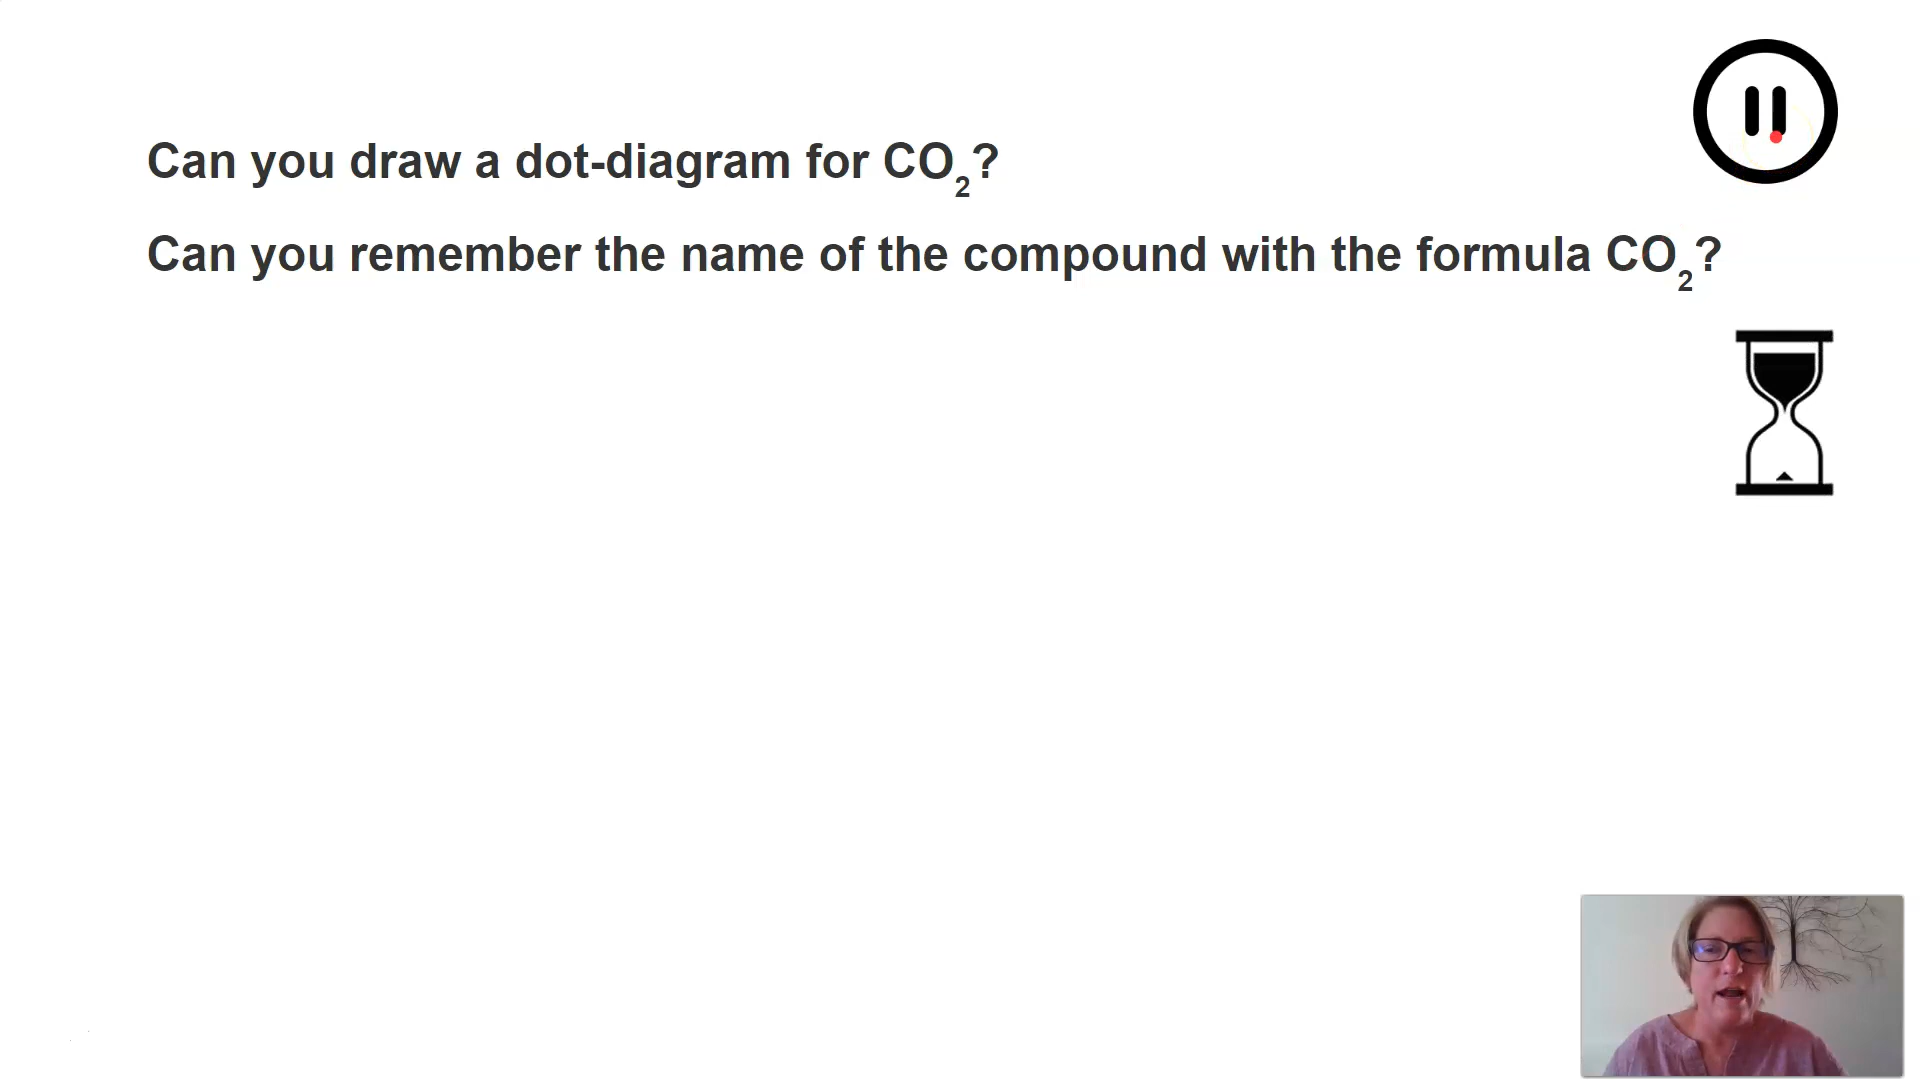 Can you draw a dot-diagram for CO₂?
Can you remember the name of the compound with the formula CO₂?